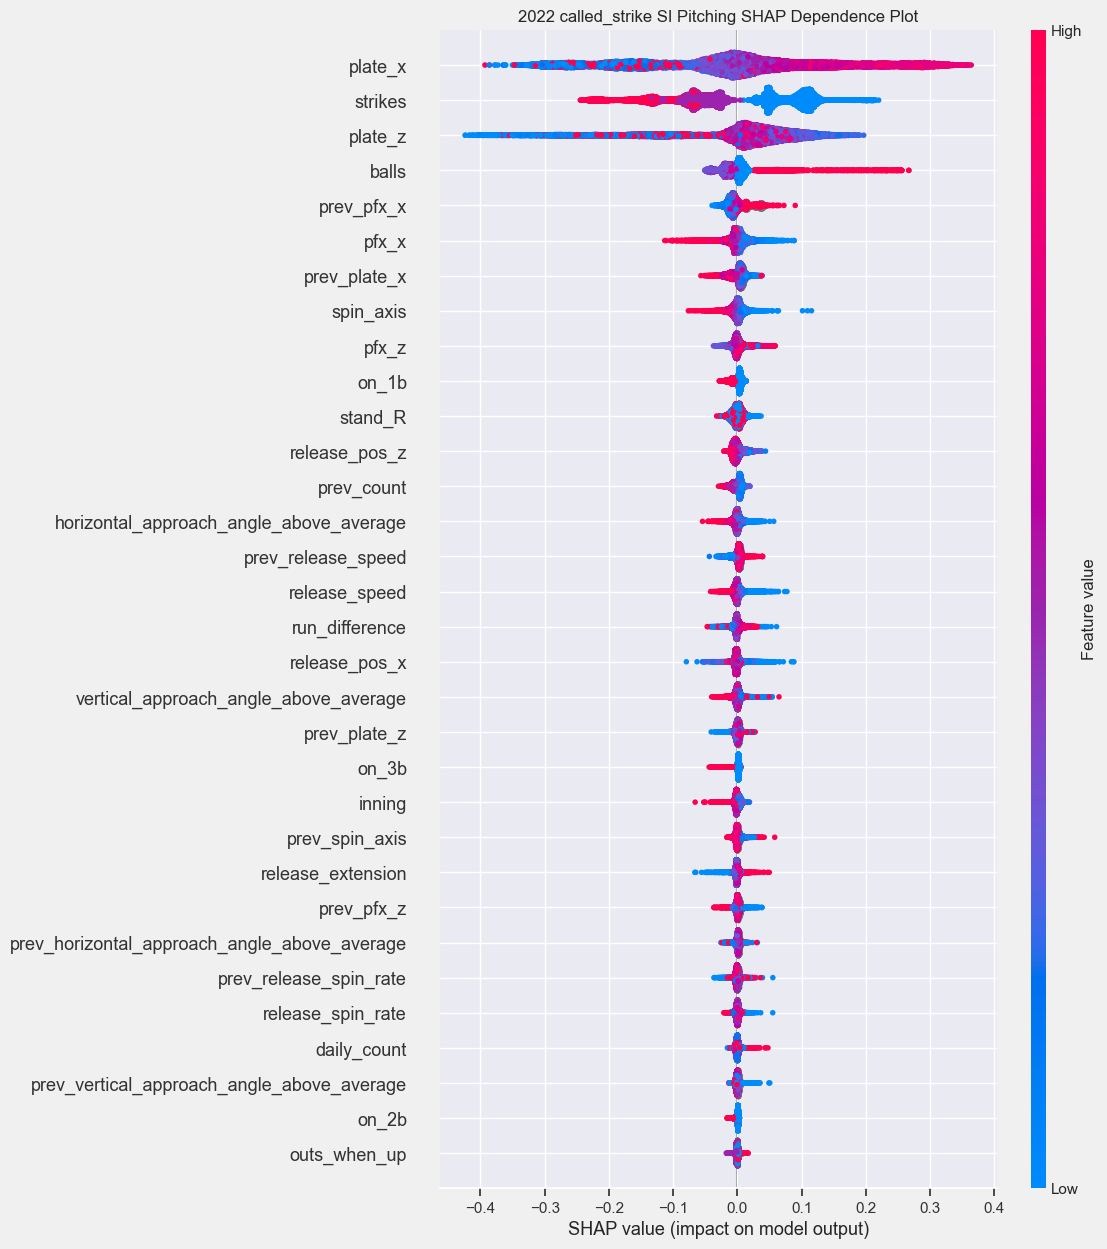 2022 called_strike SI Pitching SHAP Dependence Plot
High
plate_x
strikes
plate_z
balls
prev_pfx_x
pfx_x
prev_plate_x
spin_axis
pfx_z
on_1b
stand_R
release_pos_z
prev_count
horizontal_approach_angle_above_average
prev_release_speed
release_speed
run_difference
release_pos_x
vertical_approach_angle_above_average
prev_plate_z
on_3b
inning
prev_spin_axis
release_extension
prev_pfx_z
prev_horizontal_approach_angle_above_average
prev_release_spin_rate
release_spin_rate
daily_count
prev_vertical_approach_angle_above_average
on_2b
outs_when_up
Feature value
Low
−0.4 −0.3 −0.2 −0.1 0.0 0.1 0.2 0.3 0.4
SHAP value (impact on model output)